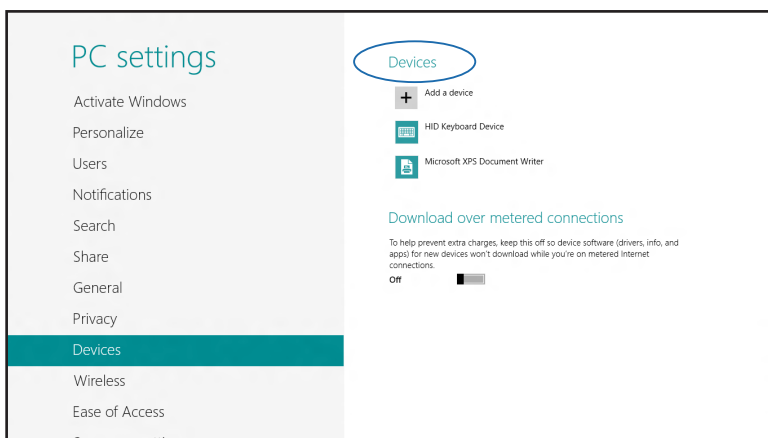 PC settings
Activate Windows
Personalize
Users
Notifications
Search
Share
General
Privacy
Devices
Wireless
Ease of Access
Devices
Add a device
HID Keyboard Device
Microsoft XPS Document Writer
Download over metered connections
To help prevent extra charges, keep this off so device software (drivers, info, and
apps) for new devices won't download while you're on metered Internet
connections.
Off